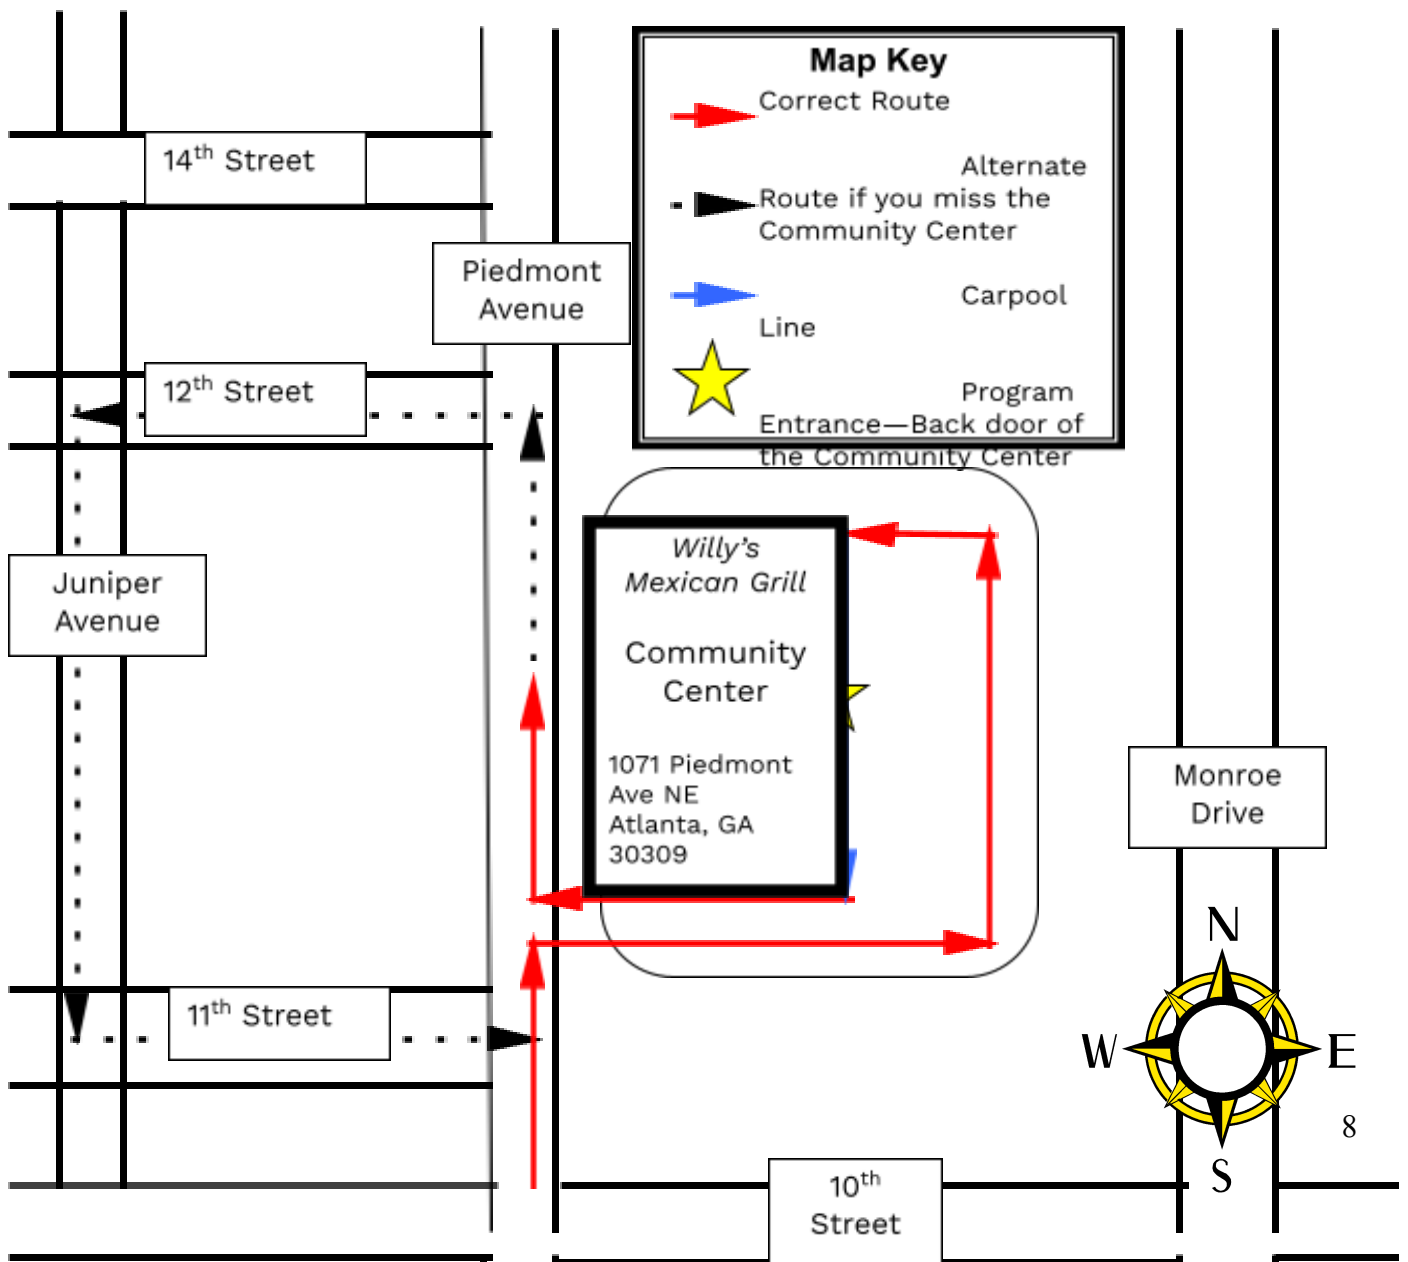 Map Key
Correct Route
Alternate
Route if you miss the
Community Center
Carpool
Line
Program
Entrance—Back door of
the Community Center
14th Street
Piedmont
Avenue
12th Street
Juniper
Avenue
Willy's
Mexican Grill
Community
Center
1071 Piedmont
Ave NE
Atlanta, GA
30309
Monroe
Drive
11th Street
N
W
E
S
8
10th
Street